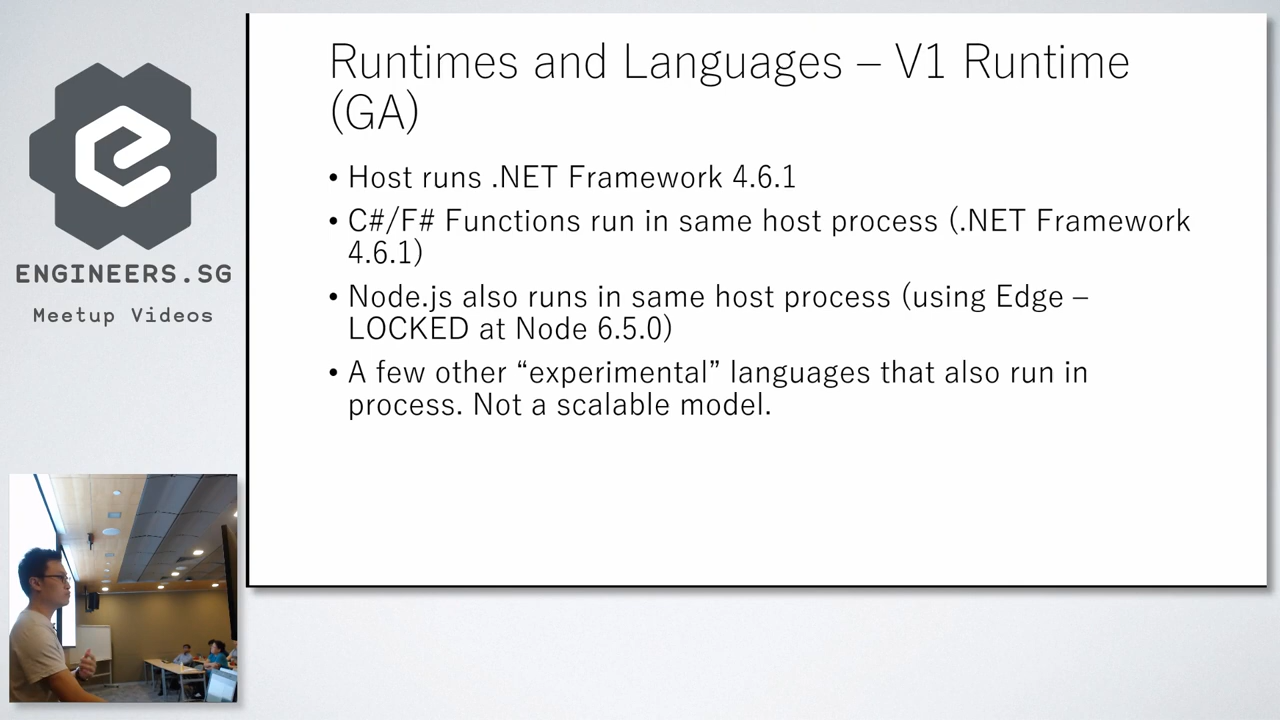 Runtimes and Languages – V1 Runtime
(GA)
• Host runs .NET Framework 4.6.1
• C#/F# Functions run in same host process (.NET Framework
4.6.1)
• Node.js also runs in same host process (using Edge –
LOCKED at Node 6.5.0)
• A few other “experimental” languages that also run in
process. Not a scalable model.
ENGINEERS.SG
Meetup Videos